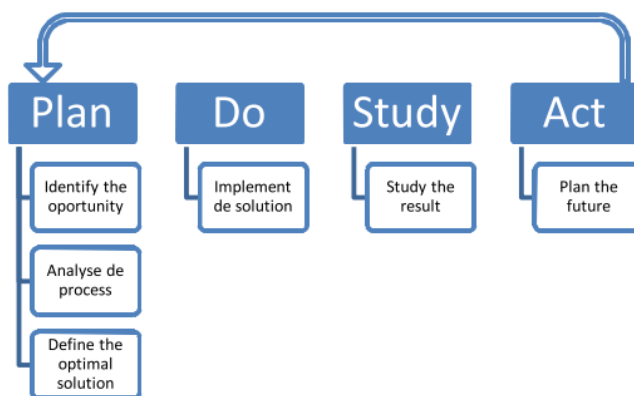 Plan
Do
Study
Act
Identify the
oportunity
Analyse de
process
Define the
optimal
solution
Implement
de solution
Study the
result
Plan the
future